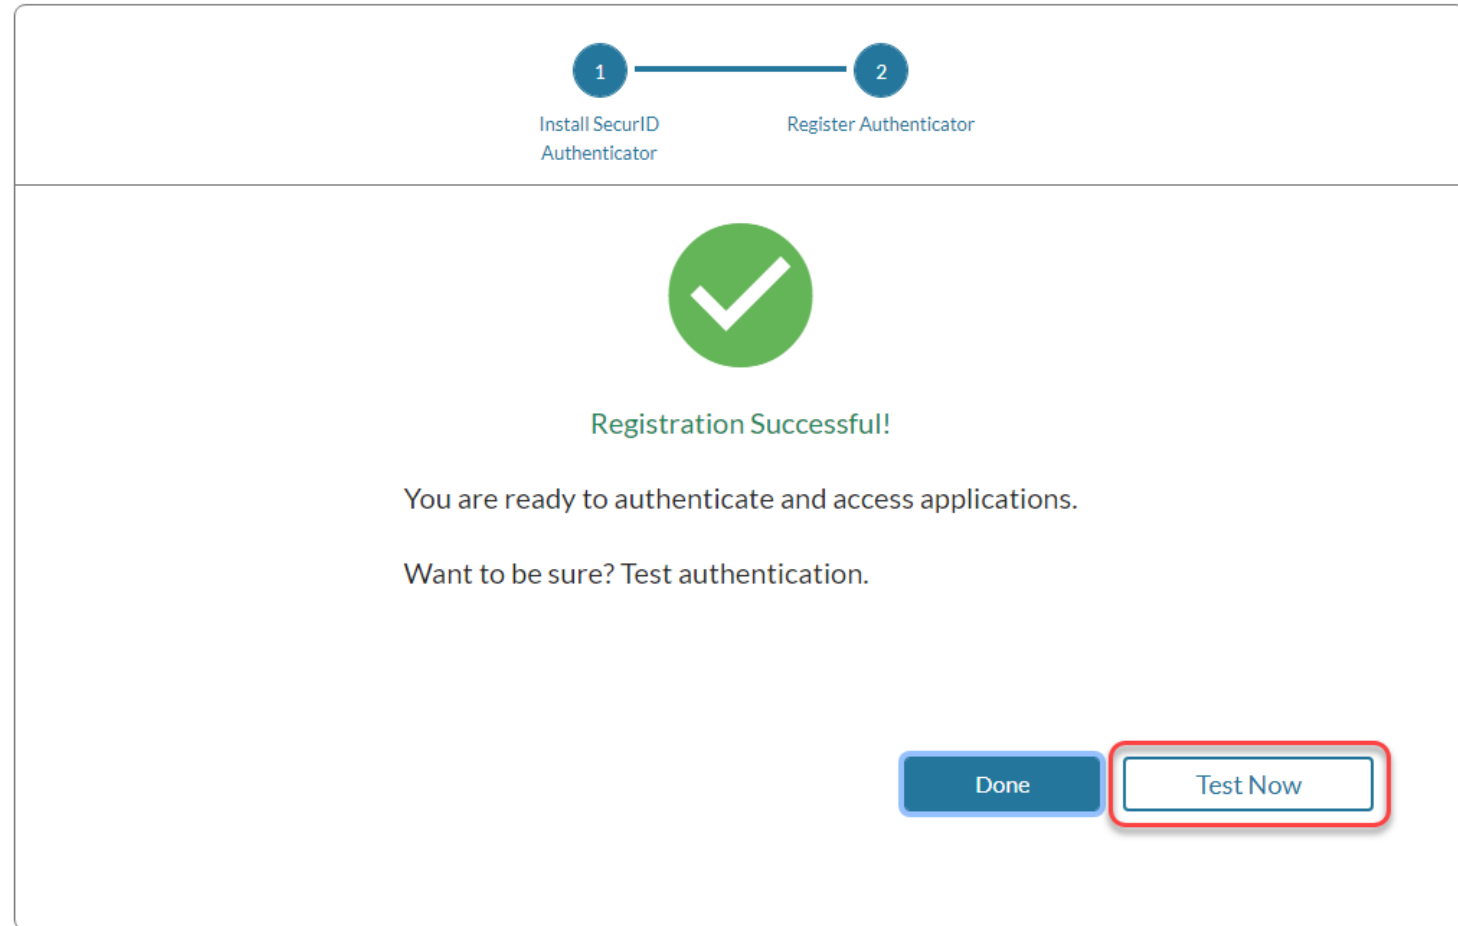 1
2
Install SecurID
Authenticator
Register Authenticator
Registration Successful!
You are ready to authenticate and access applications.
Want to be sure? Test authentication.
Done
Test Now